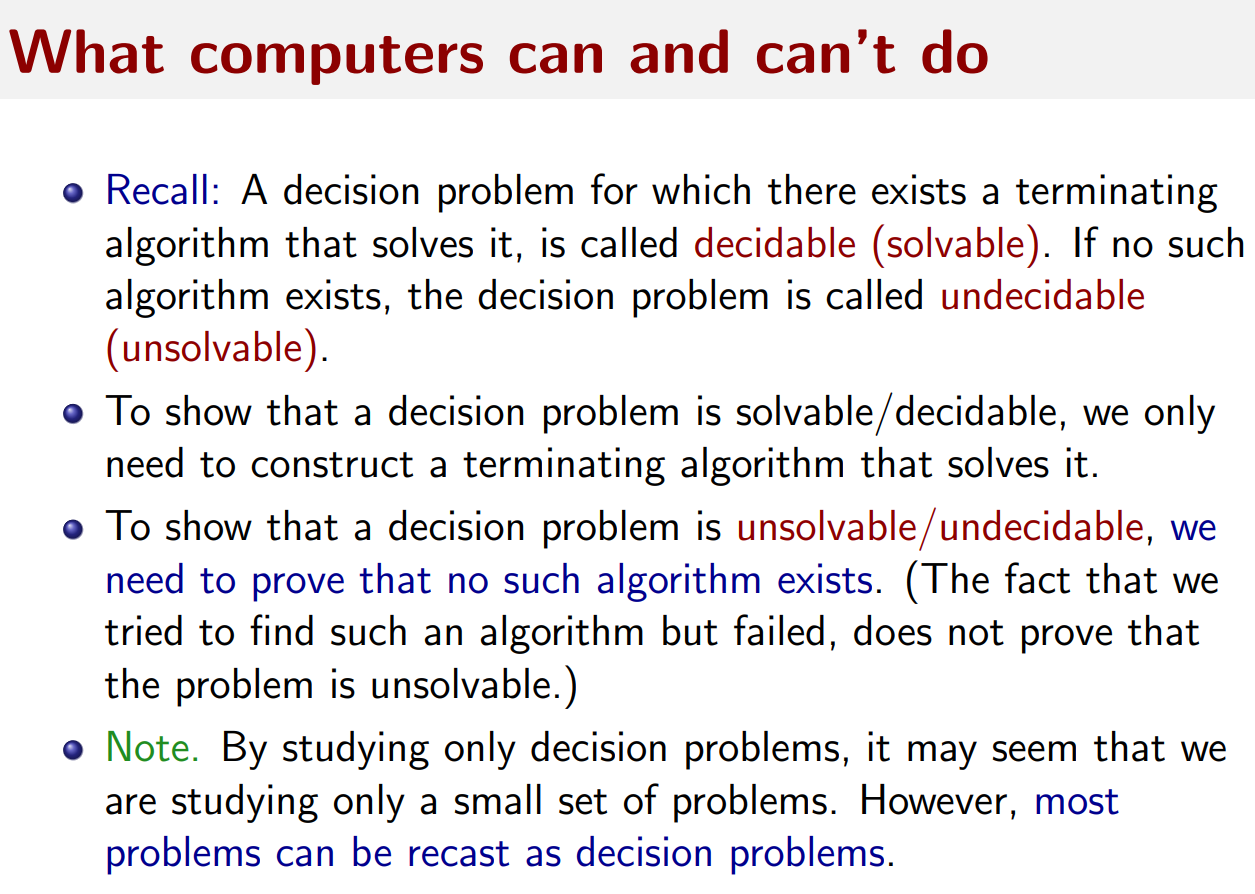 What computers can and can't do
Recall: A decision problem for which there exists a terminating
algorithm that solves it, is called decidable (solvable). If no such
algorithm exists, the decision problem is called undecidable
(unsolvable).
To show that a decision problem is solvable/decidable, we only
need to construct a terminating algorithm that solves it.
To show that a decision problem is unsolvable/undecidable, we
need to prove that no such algorithm exists. (The fact that we
tried to find such an algorithm but failed, does not prove that
the problem is unsolvable.)
Note. By studying only decision problems, it may seem that we
are studying only a small set of problems. However, most
problems can be recast as decision problems.